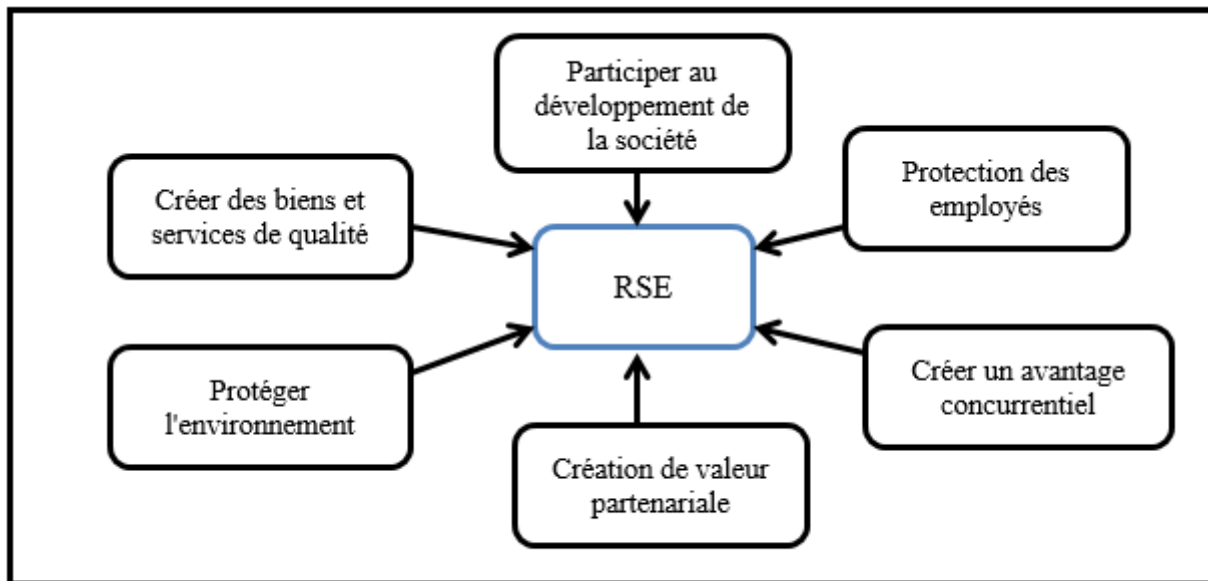 Participer au
développement de
la société
Protection des
employés
Créer des biens et
services de qualité
RSE
Créer un avantage
concurrentiel
Protéger
l'environnement
Création de valeur
partenariale